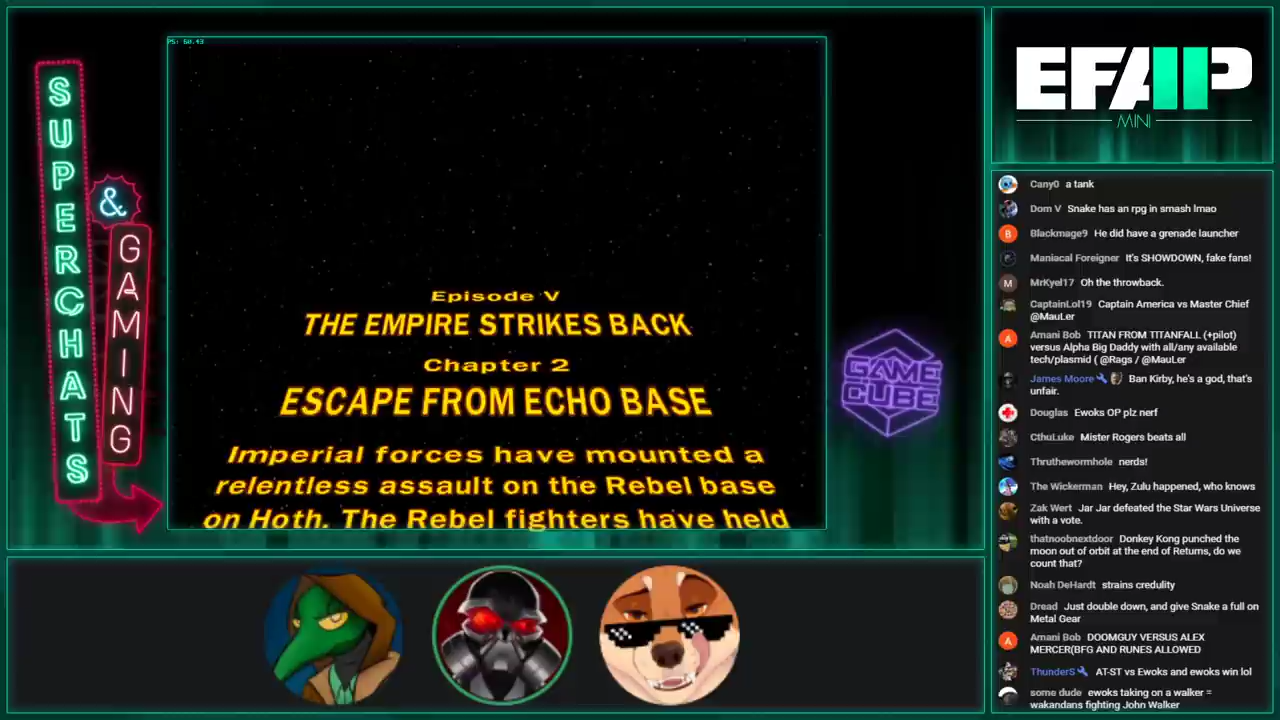 PS: 50.43
SUPERCHATS
&
GAMING
Episode V
THE EMPIRE STRIKES BACK
Chapter 2
ESCAPE FROM ECHO BASE
Imperial forces have mounted a
relentless assault on the Rebel base
on Hoth. The Rebel fighters have held
GAME
CUBE
EFAP
MINI
Cany0 a tank
Dom V Snake has an rpg in smash lmao
Blackmage9 He did have a grenade launcher
Maniacal Foreigner It's SHOWDOWN, fake fans!
MrKyel17 Oh the throwback.
CaptainLol19 Captain America vs Master Chief
@MauLer
Amani Bob TITAN FROM TITANFALL (+pilot)
versus Alpha Big Daddy with all/any available
tech/plasmid ( @Rags / @MauLer
James Moore Ban Kirby, he's a god, that's
unfair.
Douglas Ewoks OP plz nerf
CthuLuke Mister Rogers beats all
Thruthewormhole nerds!
The Wickerman Hey, Zulu happened, who knows
Zak Wert Jar Jar defeated the Star Wars Universe
with a vote.
thatnoobnextdoor Donkey Kong punched the
moon out of orbit at the end of Returns, do we
count that?
Noah DeHardt strains credulity
Dread Just double down, and give Snake a full on
Metal Gear
Amani Bob DOOMGUY VERSUS ALEX
MERCER(BFG AND RUNES ALLOWED
ThunderS AT-ST vs Ewoks and ewoks win lol
some dude ewoks taking on a walker =
wakandans fighting John Walker